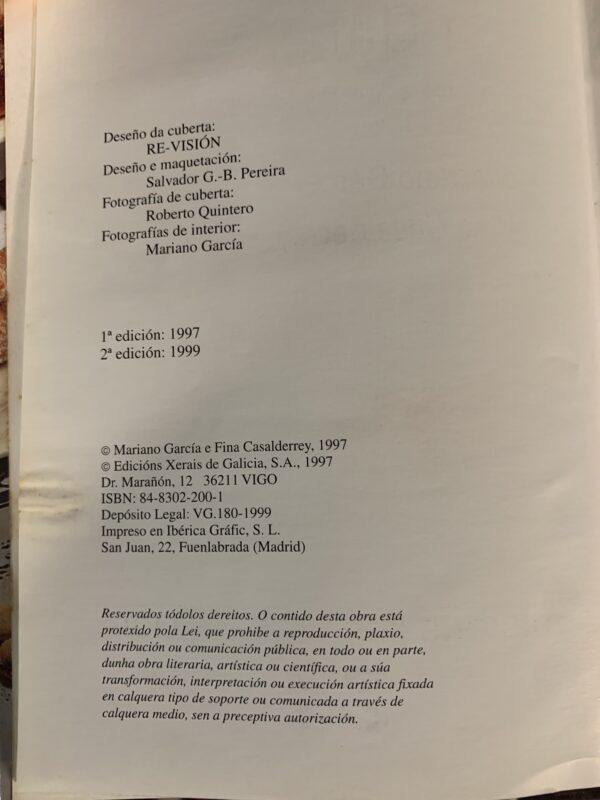 Deseño da cuberta:
RE-VISIÓN
Deseño e maquetación:
Salvador G.-B. Pereira
Fotografía de cuberta:
Roberto Quintero
Fotografías de interior:
Mariano García
1ª edición: 1997
2ª edición: 1999
© Mariano García e Fina Casalderrey, 1997
© Edicións Xerais de Galicia, S.A., 1997
Dr. Marañón, 12 36211 VIGO
ISBN: 84-8302-200-1
Depósito Legal: VG.180-1999
Impreso en Ibérica Gráfic, S. L.
San Juan, 22, Fuenlabrada (Madrid)
Reservados tódolos dereitos. O contido desta obra está
protexido pola Lei, que prohibe a reproducción, plaxio,
distribución ou comunicación pública, en todo ou en parte,
dunha obra literaria, artística ou científica, ou a súa
transformación, interpretación ou execución artística fixada
en calquera tipo de soporte ou comunicada a través de
calquera medio, sen a preceptiva autorización.